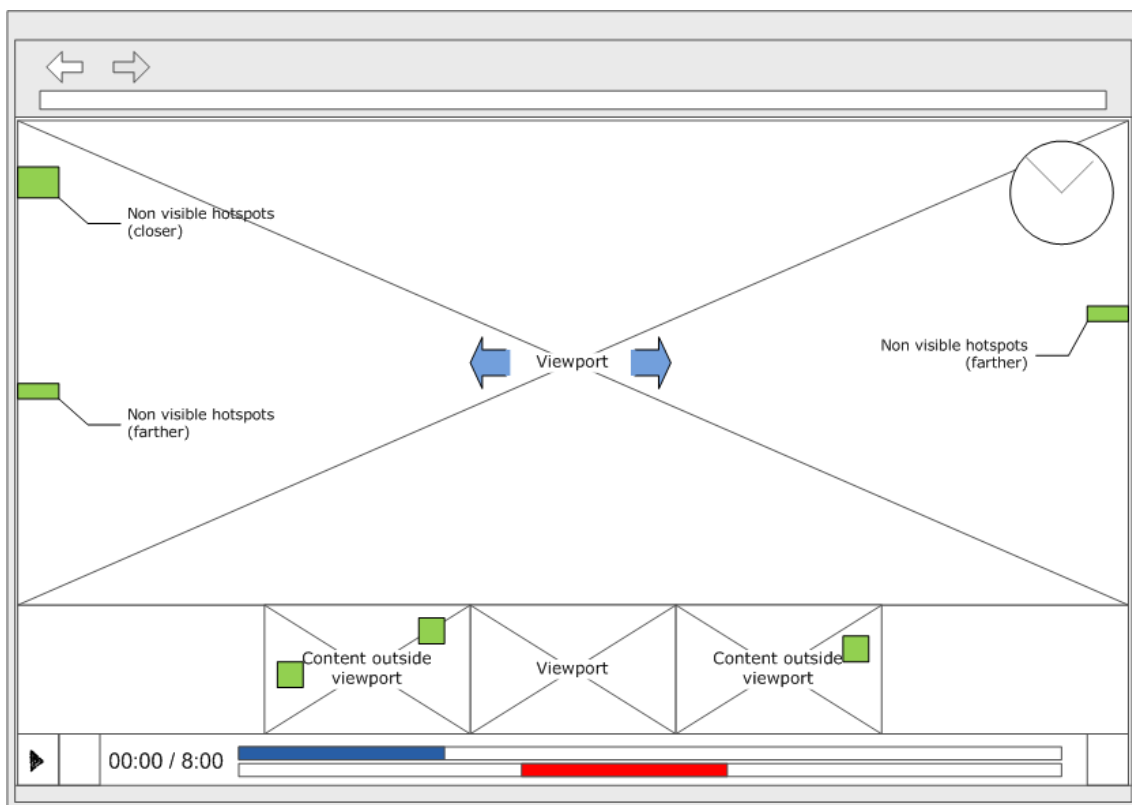 Non visible hotspots
(closer)
Viewport
Non visible hotspots
(farther)
Non visible hotspots
(farther)
Content outside
viewport
Viewport
Content outside
viewport
00:00 / 8:00